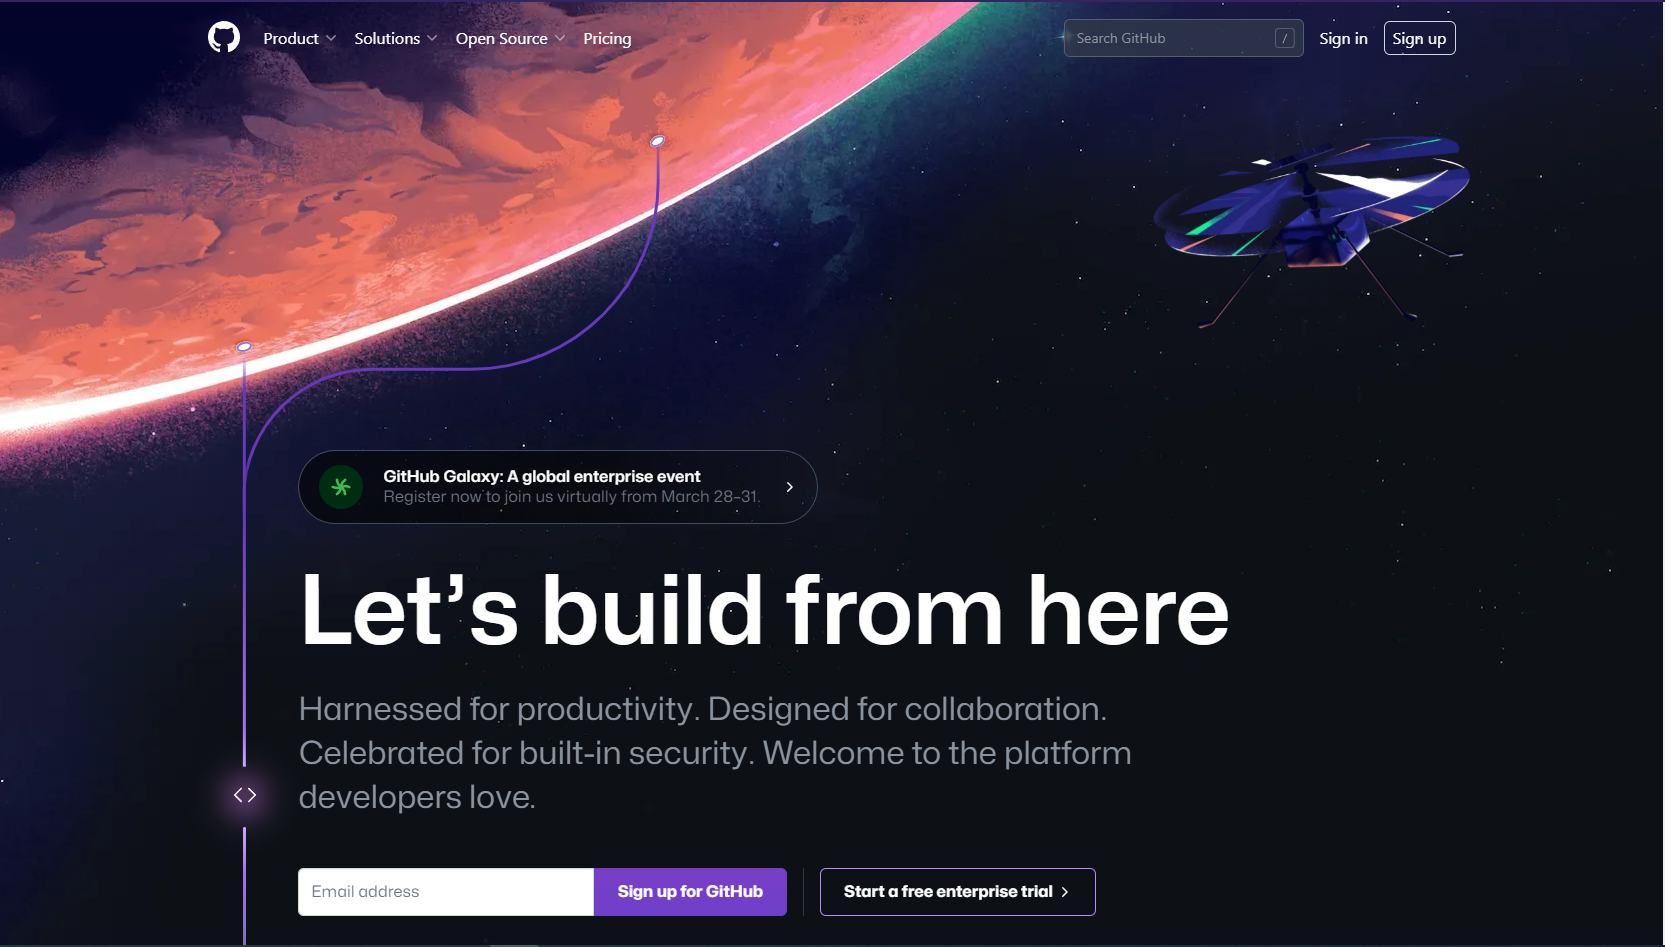 Product
Solutions
Open Source
Pricing
Search GitHub
/
Sign in
Sign up
GitHub Galaxy: A global enterprise event
Register now to join us virtually from March 28–31.
Let’s build from here
Harnessed for productivity. Designed for collaboration.
Celebrated for built-in security. Welcome to the platform
developers love.
Email address
Sign up for GitHub
Start a free enterprise trial